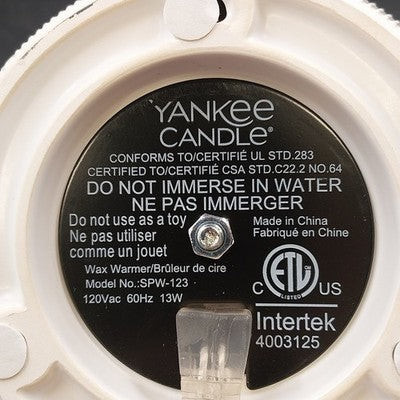 YANKEE
CANDLE®
CONFORMS TO/CERTIFIÉ UL STD.283
CERTIFIED TO/CERTIFIÉ CSA STD.C22.2 NO.64
DO NOT IMMERSE IN WATER
NE PAS IMMERGER
Do not use as a toy
Ne pas utiliser
comme un jouet
Made in China
Fabriqué en Chine
Wax Warmer/Brûleur de cire
Model No.:SPW-123
120Vac 60Hz 13W
C ETL US
LISTED
Intertek
4003125